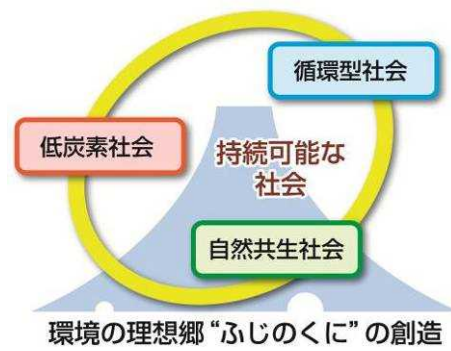 循環型社会
低炭素社会
持続可能な
社会
自然共生社会
環境の理想郷“ふじのくに”の創造